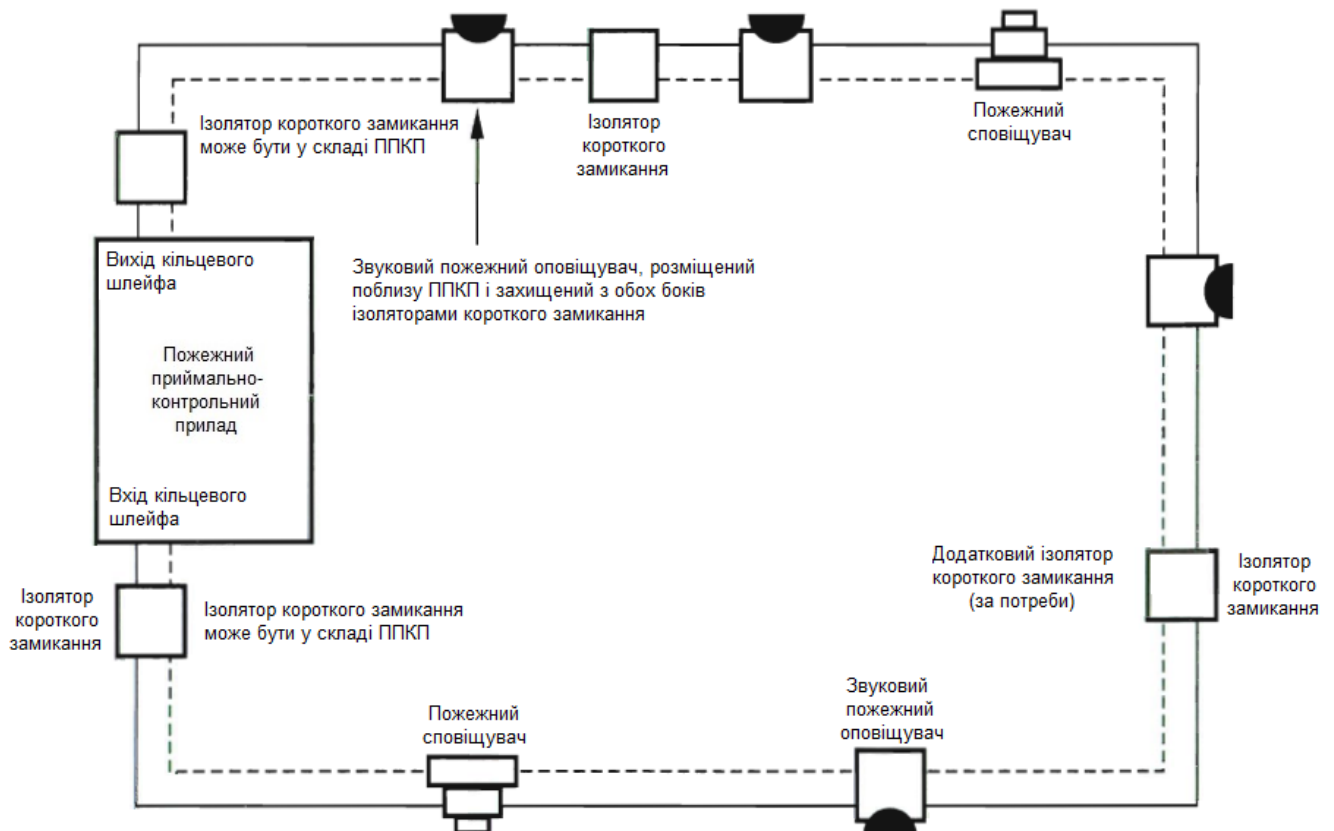 Ізолятор короткого замикання
може бути у складі ППКП
Ізолятор
короткого
замикання
Пожежний
сповіщувач
Вихід кільцевого
шлейфа
Звуковий пожежний оповіщувач, розміщений
поблизу ППКП і захищений з обох боків
ізоляторами короткого замикання
Пожежний
приймально-
контрольний
прилад
Вхід кільцевого
шлейфа
Ізолятор
короткого
замикання
Ізолятор короткого замикання
може бути у складі ППКП
Додатковий ізолятор
короткого замикання
(за потреби)
Ізолятор
короткого
замикання
Пожежний
сповіщувач
Звуковий
пожежний
оповіщувач